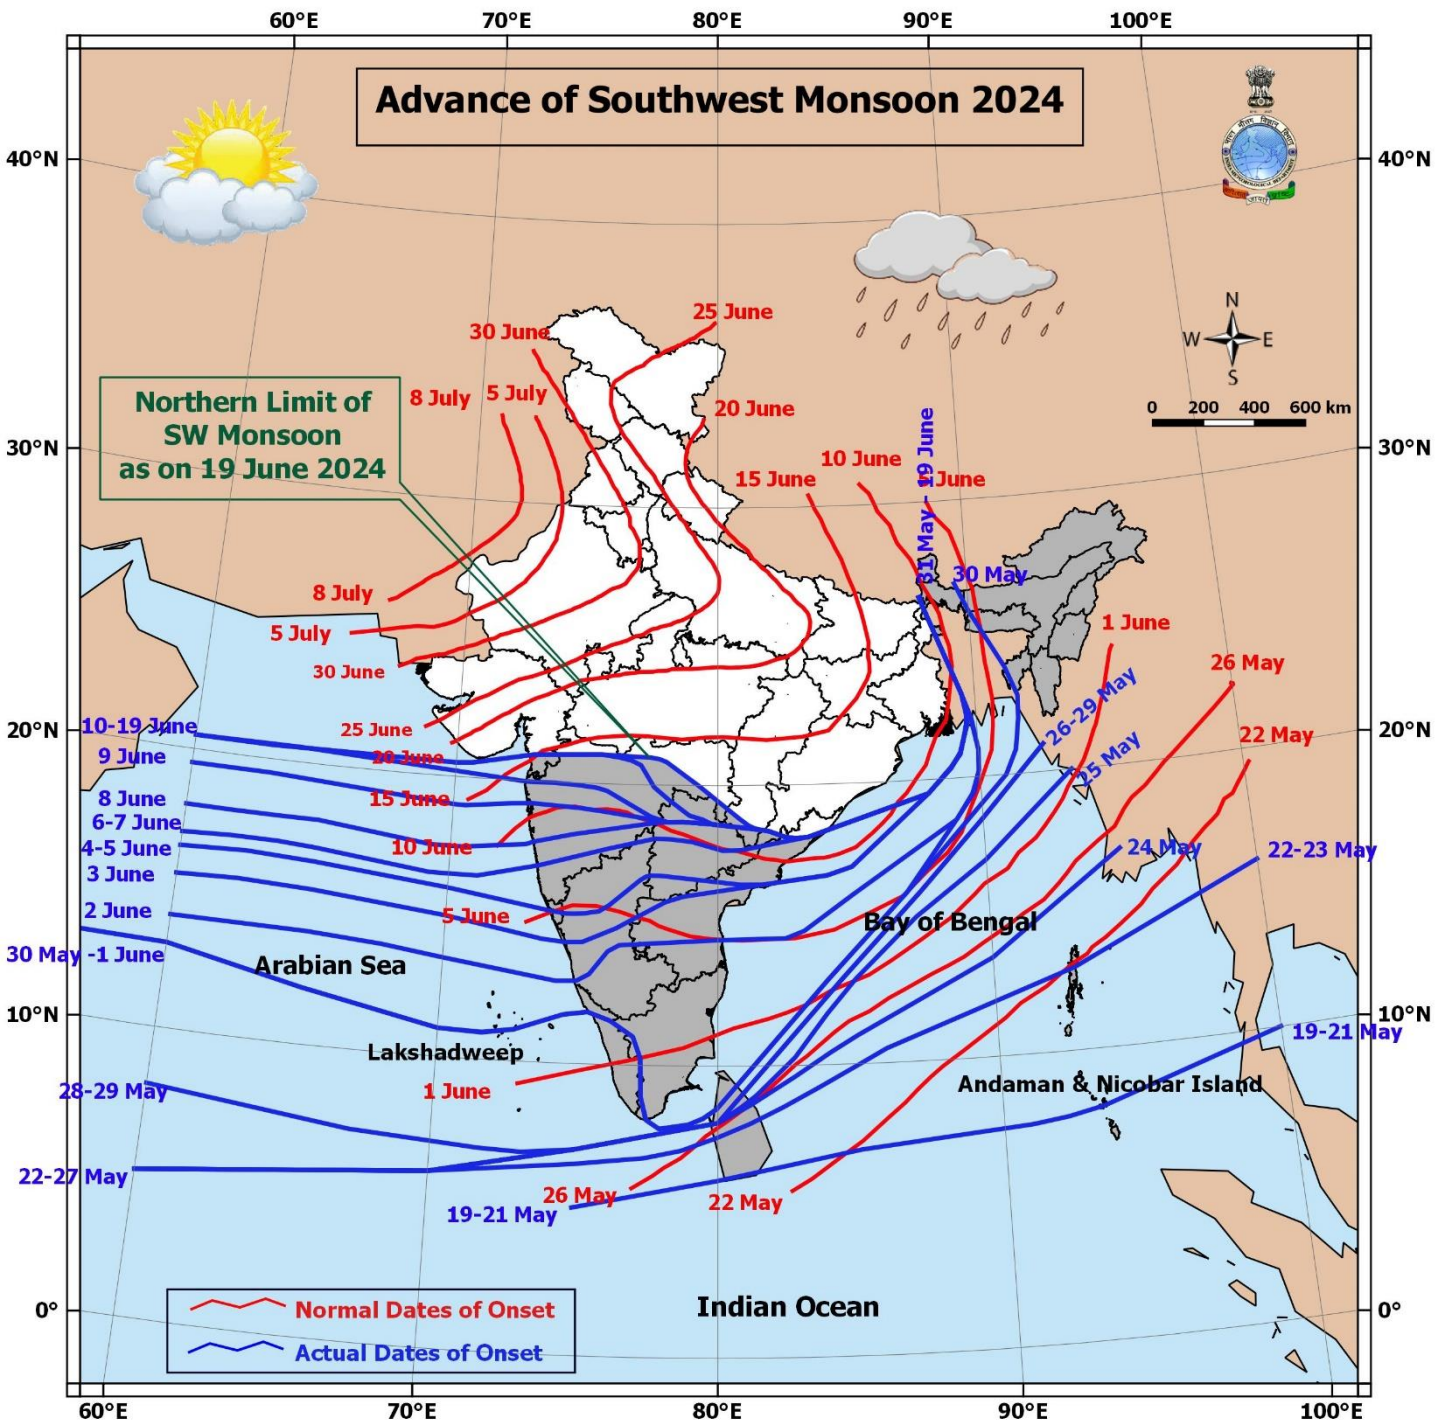 60°E 70°E 80°E 90°E 100°E
Advance of Southwest Monsoon 2024
40°N 40°N
N
W E
S
25 June
30 June
8 July 5 July
20 June
0 200 400 600 km
Northern Limit of
SW Monsoon
as on 19 June 2024
30°N 30°N
10 June
15 June
31 May - 19 June
June
30 May
8 July
5 July
1 June
30 June
26 May
26-29 May
10-19 June
25 June
20°N 20°N
22 May
9 June
20 June
25 May
8 June
15 June
6-7 June
4-5 June
10 June
24 May
22-23 May
3 June
2 June
5 June
Bay of Bengal
30 May -1 June
Arabian Sea
10°N 10°N
19-21 May
Lakshadweep
28-29 May
1 June
Andaman & Nicobar Island
22-27 May
26 May
22 May
19-21 May
0° 0°
Indian Ocean
Normal Dates of Onset
Actual Dates of Onset
60°E 70°E 80°E 90°E 100°E